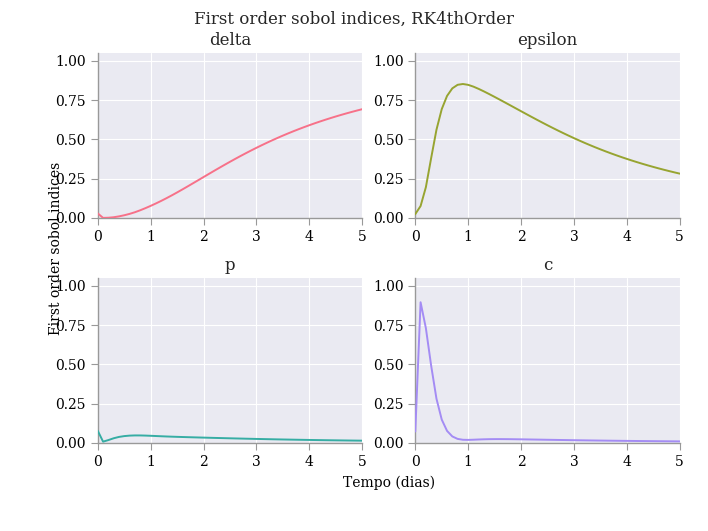 First order sobol indices, RK4thOrder
delta
epsilon
1.00
0.75
0.50
0.25
0.00
0 1 2 3 4 5
1.00
0.75
0.50
0.25
0.00
0 1 2 3 4 5
First order sobol indices
p
c
1.00
0.75
0.50
0.25
0.00
0 1 2 3 4 5
1.00
0.75
0.50
0.25
0.00
0 1 2 3 4 5
Tempo (dias)